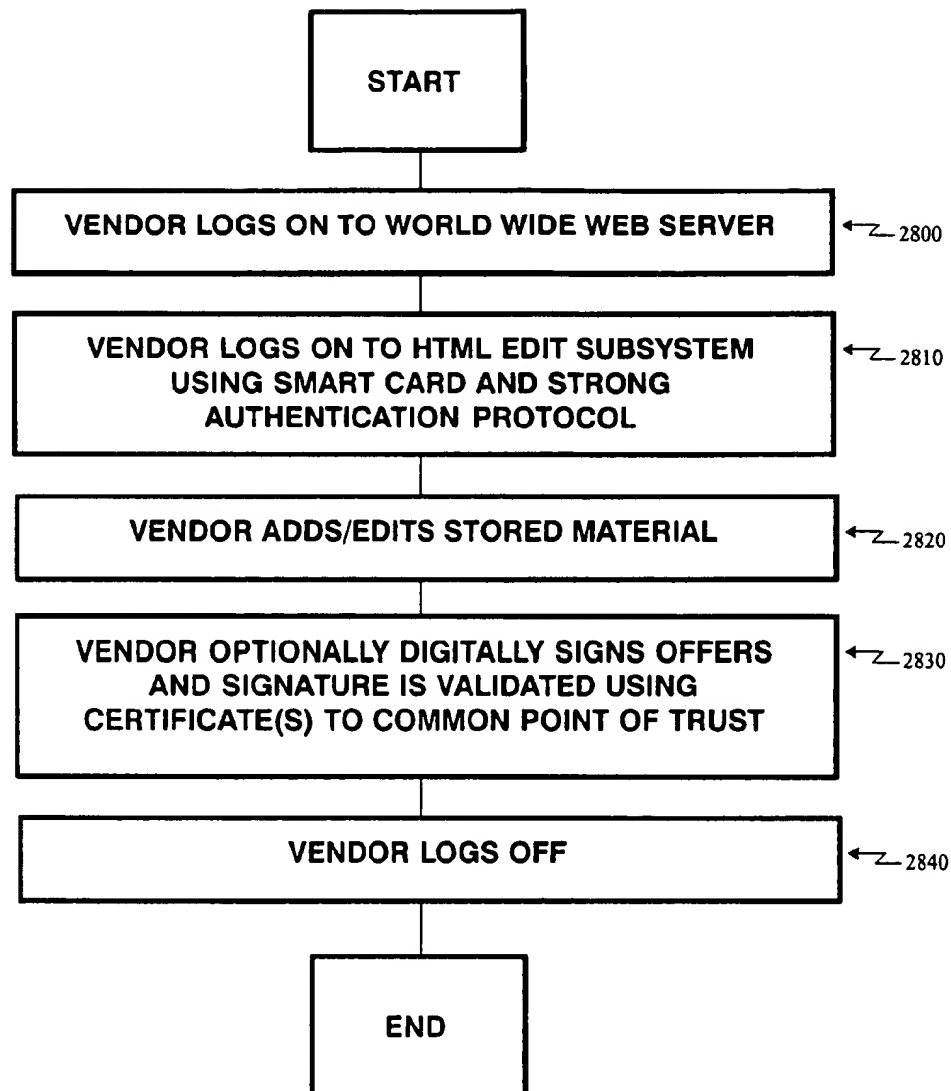 START
VENDOR LOGS ON TO WORLD WIDE WEB SERVER
2800
VENDOR LOGS ON TO HTML EDIT SUBSYSTEM
USING SMART CARD AND STRONG
AUTHENTICATION PROTOCOL
2810
VENDOR ADDS/EDITS STORED MATERIAL
2820
VENDOR OPTIONALLY DIGITALLY SIGNS OFFERS
AND SIGNATURE IS VALIDATED USING
CERTIFICATE(S) TO COMMON POINT OF TRUST
2830
VENDOR LOGS OFF
2840
END